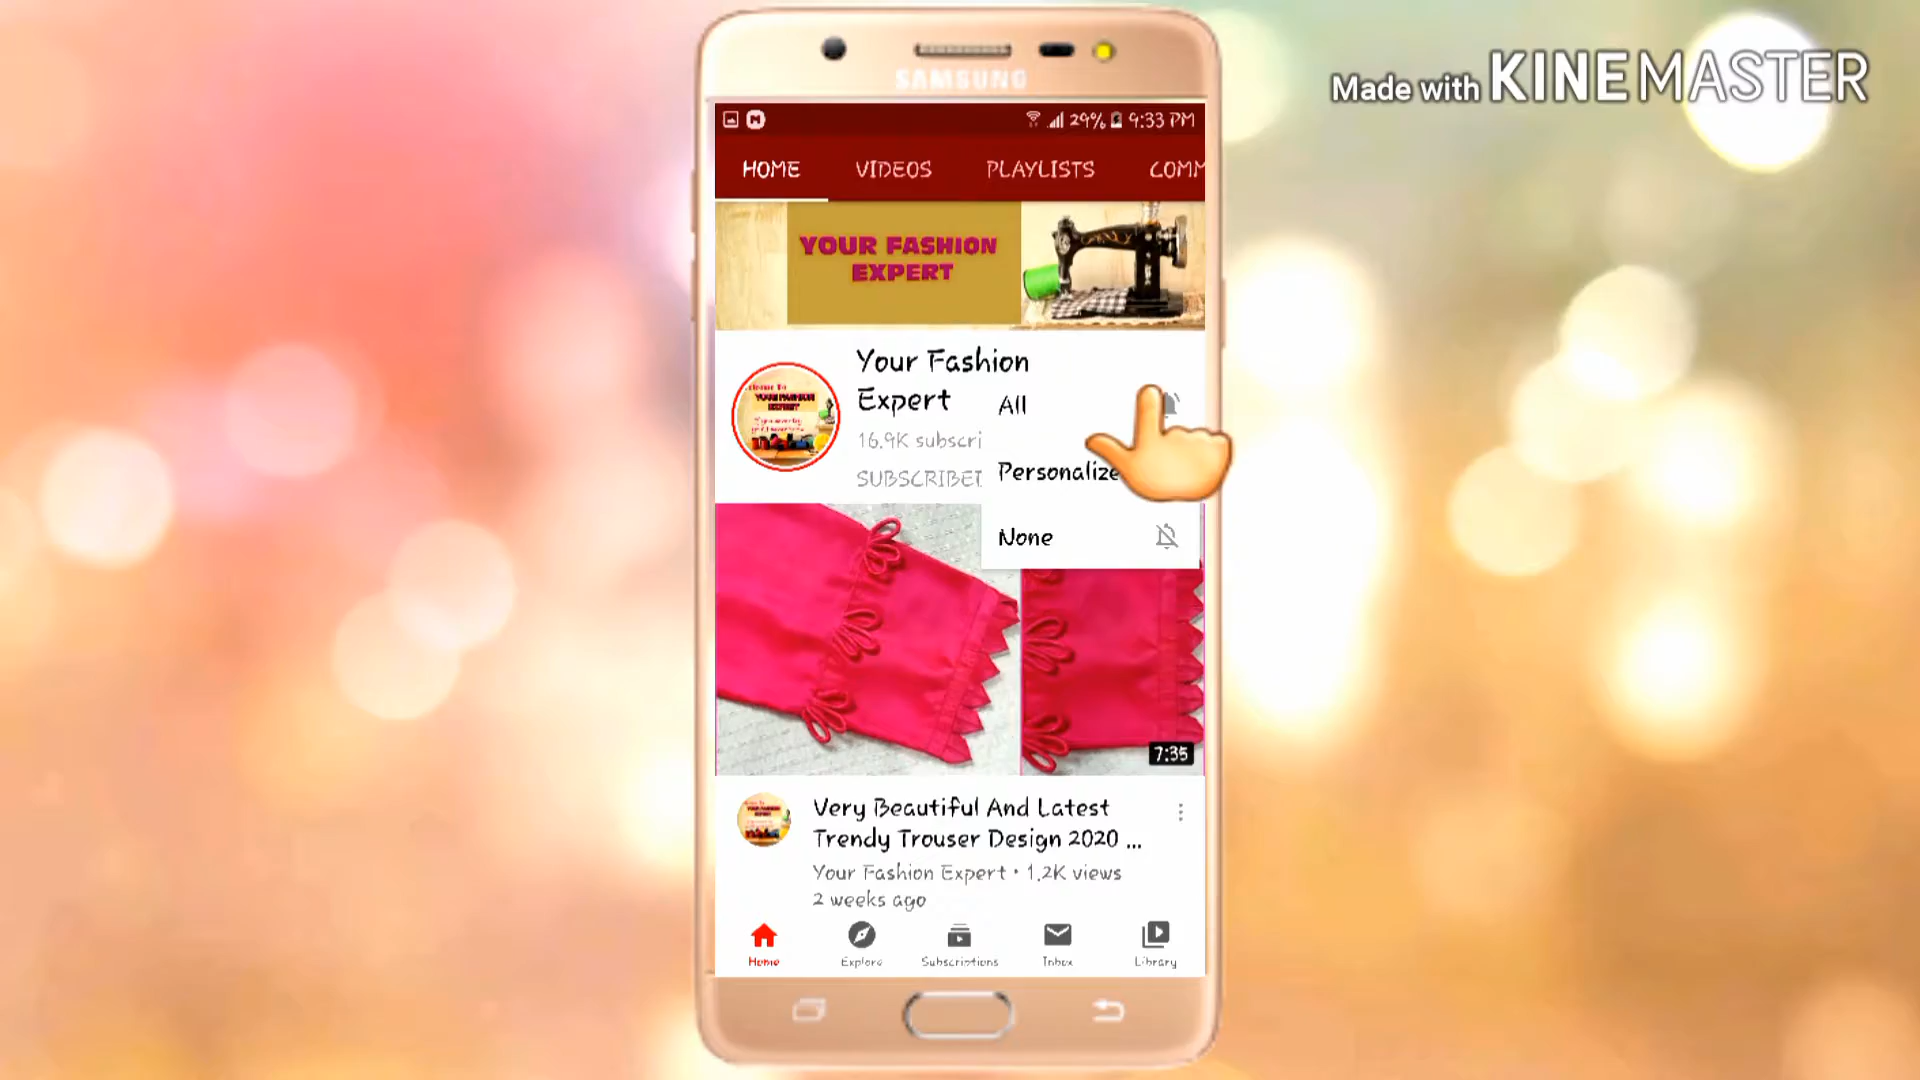 Made with KINEMASTER
SAMSUNG
29% 9:33 PM
HOME VIDEOS PLAYLISTS COMM
YOUR FASHION
EXPERT
Your Fashion
Expert
All
16.9K subscri
Personalize
SUBSCRIBE
None
7:35
Very Beautiful And Latest
Trendy Trouser Design 2020 ...
Your Fashion Expert • 1.2K views
2 weeks ago
Home Explore Subscriptions Inbox Library